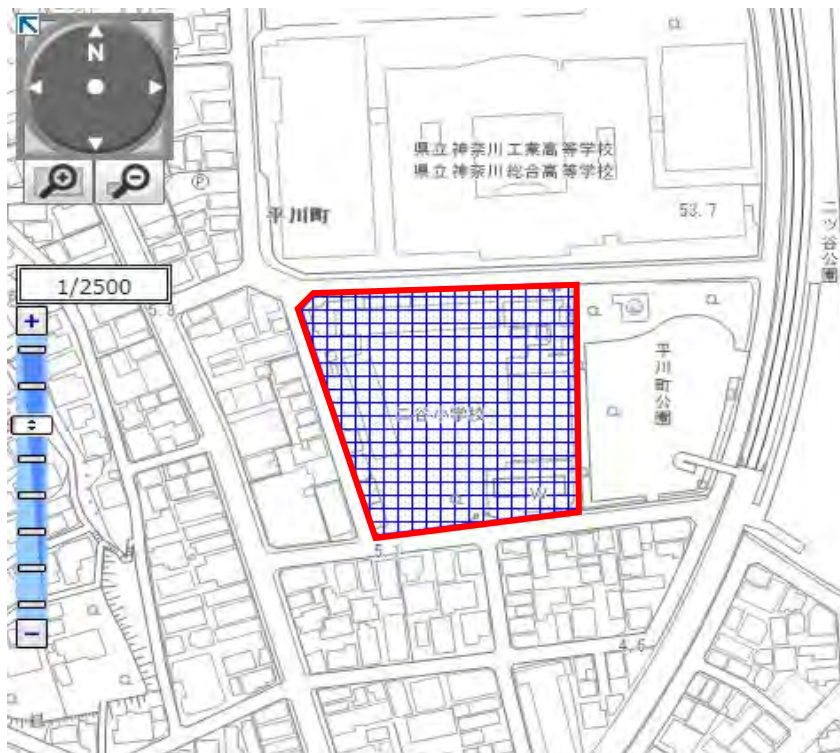 N
県立神奈川工業高等学校
県立神奈川総合高等学校
P
平川町
53.7
二ツ谷公園
1/2500
5.8
+
平川町公園
二谷小学校
W
4.6
−